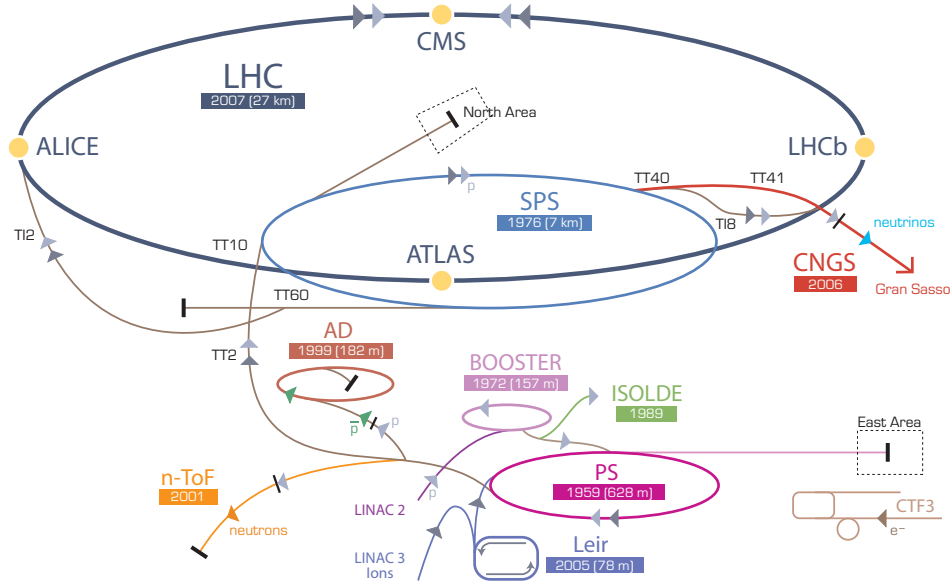 CMS
LHC
2007 (27 km)
North Area
ALICE
LHCb
TT40
TT41
p
SPS
1976 (7 km)
TI8
neutrinos
TI2
TT10
ATLAS
CNGS
2006
Gran Sasso
TT60
AD
1999 (182 m)
TT2
BOOSTER
1972 (157 m)
ISOLDE
1989
East Area
p̅
p
n-ToF
2001
p
PS
1959 (628 m)
LINAC 2
neutrons
CTF3
e⁻
LINAC 3
Ions
Leir
2005 (78 m)